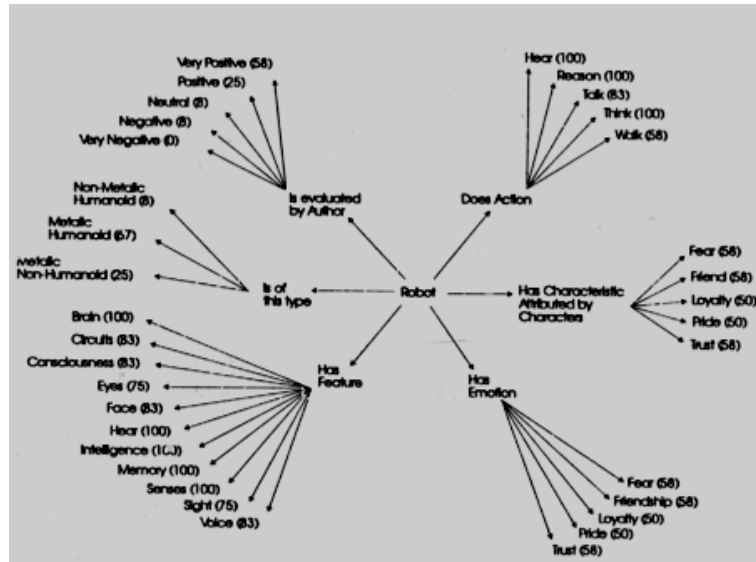 Very Positive (58)
Positive (25)
Neutral (8)
Negative (8)
Very Negative (0)
Is evaluated
by Author
Hear (100)
Reason (100)
Talk (83)
Think (100)
Walk (58)
Does Action
Non-Metallic
Humanoid (8)
Metallic
Humanoid (67)
Metallic
Non-Humanoid (25)
Is of
this type
Robot
Has Characteristic
Attributed by
Characters
Fear (58)
Friend (58)
Loyalty (50)
Pride (50)
Trust (58)
Brain (100)
Circuits (83)
Consciousness (83)
Eyes (75)
Face (83)
Hear (100)
Intelligence (100)
Memory (100)
Senses (100)
Sight (75)
Voice (83)
Has
Feature
Has
Emotion
Fear (58)
Friendship (58)
Loyalty (50)
Pride (50)
Trust (58)